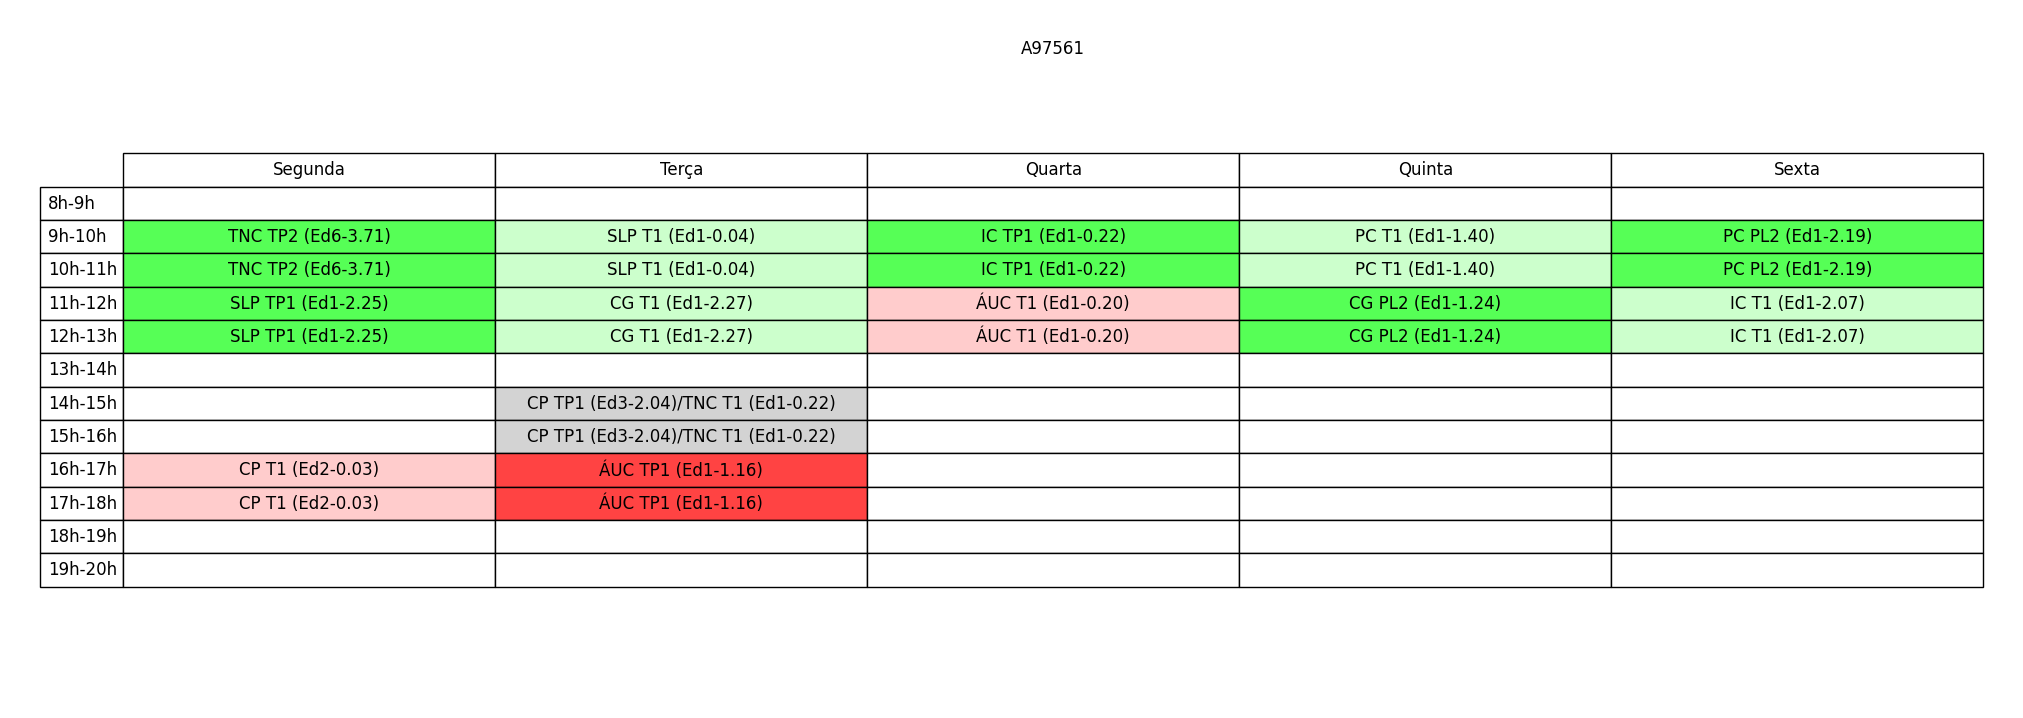 A97561
Segunda Terça Quarta Quinta Sexta
8h-9h
9h-10h TNC TP2 (Ed6-3.71) SLP T1 (Ed1-0.04) IC TP1 (Ed1-0.22) PC T1 (Ed1-1.40) PC PL2 (Ed1-2.19)
10h-11h TNC TP2 (Ed6-3.71) SLP T1 (Ed1-0.04) IC TP1 (Ed1-0.22) PC T1 (Ed1-1.40) PC PL2 (Ed1-2.19)
11h-12h SLP TP1 (Ed1-2.25) CG T1 (Ed1-2.27) ÁUC T1 (Ed1-0.20) CG PL2 (Ed1-1.24) IC T1 (Ed1-2.07)
12h-13h SLP TP1 (Ed1-2.25) CG T1 (Ed1-2.27) ÁUC T1 (Ed1-0.20) CG PL2 (Ed1-1.24) IC T1 (Ed1-2.07)
13h-14h
14h-15h CP TP1 (Ed3-2.04)/TNC T1 (Ed1-0.22)
15h-16h CP TP1 (Ed3-2.04)/TNC T1 (Ed1-0.22)
16h-17h CP T1 (Ed2-0.03) ÁUC TP1 (Ed1-1.16)
17h-18h CP T1 (Ed2-0.03) ÁUC TP1 (Ed1-1.16)
18h-19h
19h-20h